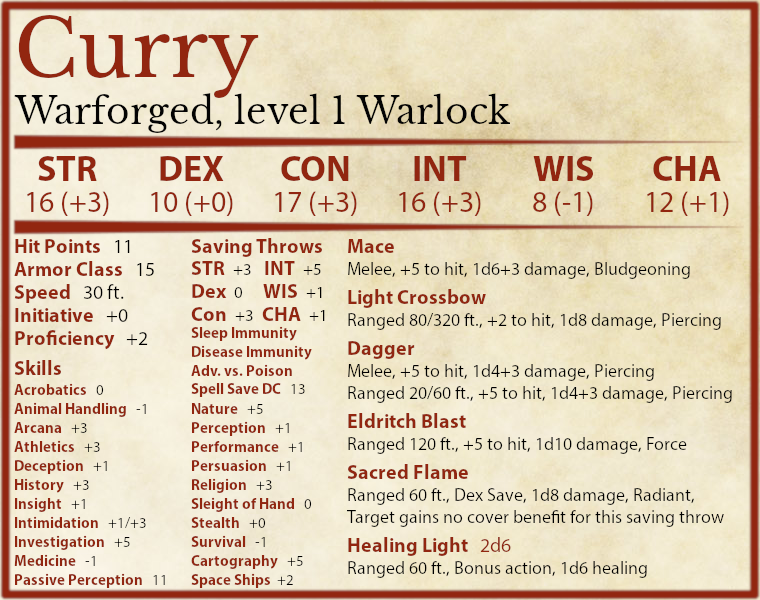 Curry
Warforged, level 1 Warlock
STR DEX CON INT WIS CHA
16 (+3) 10 (+0) 17 (+3) 16 (+3) 8 (-1) 12 (+1)
Hit Points 11
Armor Class 15
Speed 30 ft.
Initiative +0
Proficiency +2
Skills
Acrobatics 0
Animal Handling -1
Arcana +3
Athletics +3
Deception +1
History +3
Insight +1
Intimidation +1/+3
Investigation +5
Medicine -1
Passive Perception 11
Saving Throws
STR +3 INT +5
Dex 0 WIS +1
Con +3 CHA +1
Sleep Immunity
Disease Immunity
Adv. vs. Poison
Spell Save DC 13
Nature +5
Perception +1
Performance +1
Persuasion +1
Religion +3
Sleight of Hand 0
Stealth +0
Survival -1
Cartography +5
Space Ships +2
Mace
Melee, +5 to hit, 1d6+3 damage, Bludgeoning
Light Crossbow
Ranged 80/320 ft., +2 to hit, 1d8 damage, Piercing
Dagger
Melee, +5 to hit, 1d4+3 damage, Piercing
Ranged 20/60 ft., +5 to hit, 1d4+3 damage, Piercing
Eldritch Blast
Ranged 120 ft., +5 to hit, 1d10 damage, Force
Sacred Flame
Ranged 60 ft., Dex Save, 1d8 damage, Radiant,
Target gains no cover benefit for this saving throw
Healing Light 2d6
Ranged 60 ft., Bonus action, 1d6 healing